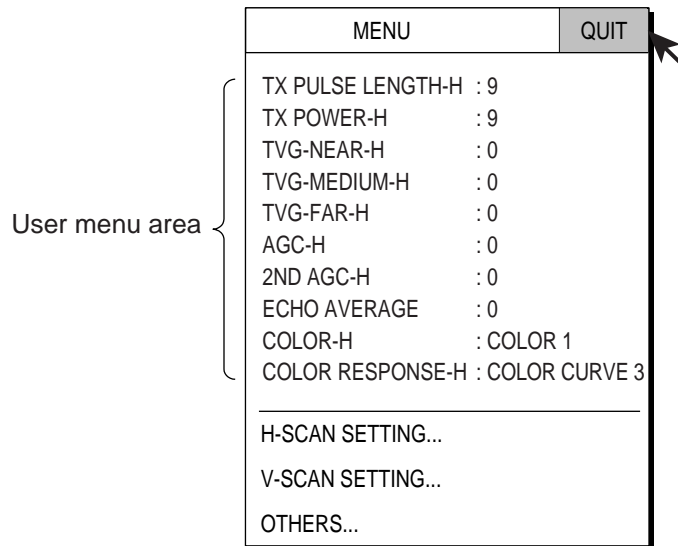 MENU QUIT
TX PULSE LENGTH-H : 9
TX POWER-H : 9
TVG-NEAR-H : 0
TVG-MEDIUM-H : 0
TVG-FAR-H : 0
User menu area
AGC-H : 0
2ND AGC-H : 0
ECHO AVERAGE : 0
COLOR-H : COLOR 1
COLOR RESPONSE-H : COLOR CURVE 3
H-SCAN SETTING...
V-SCAN SETTING...
OTHERS...